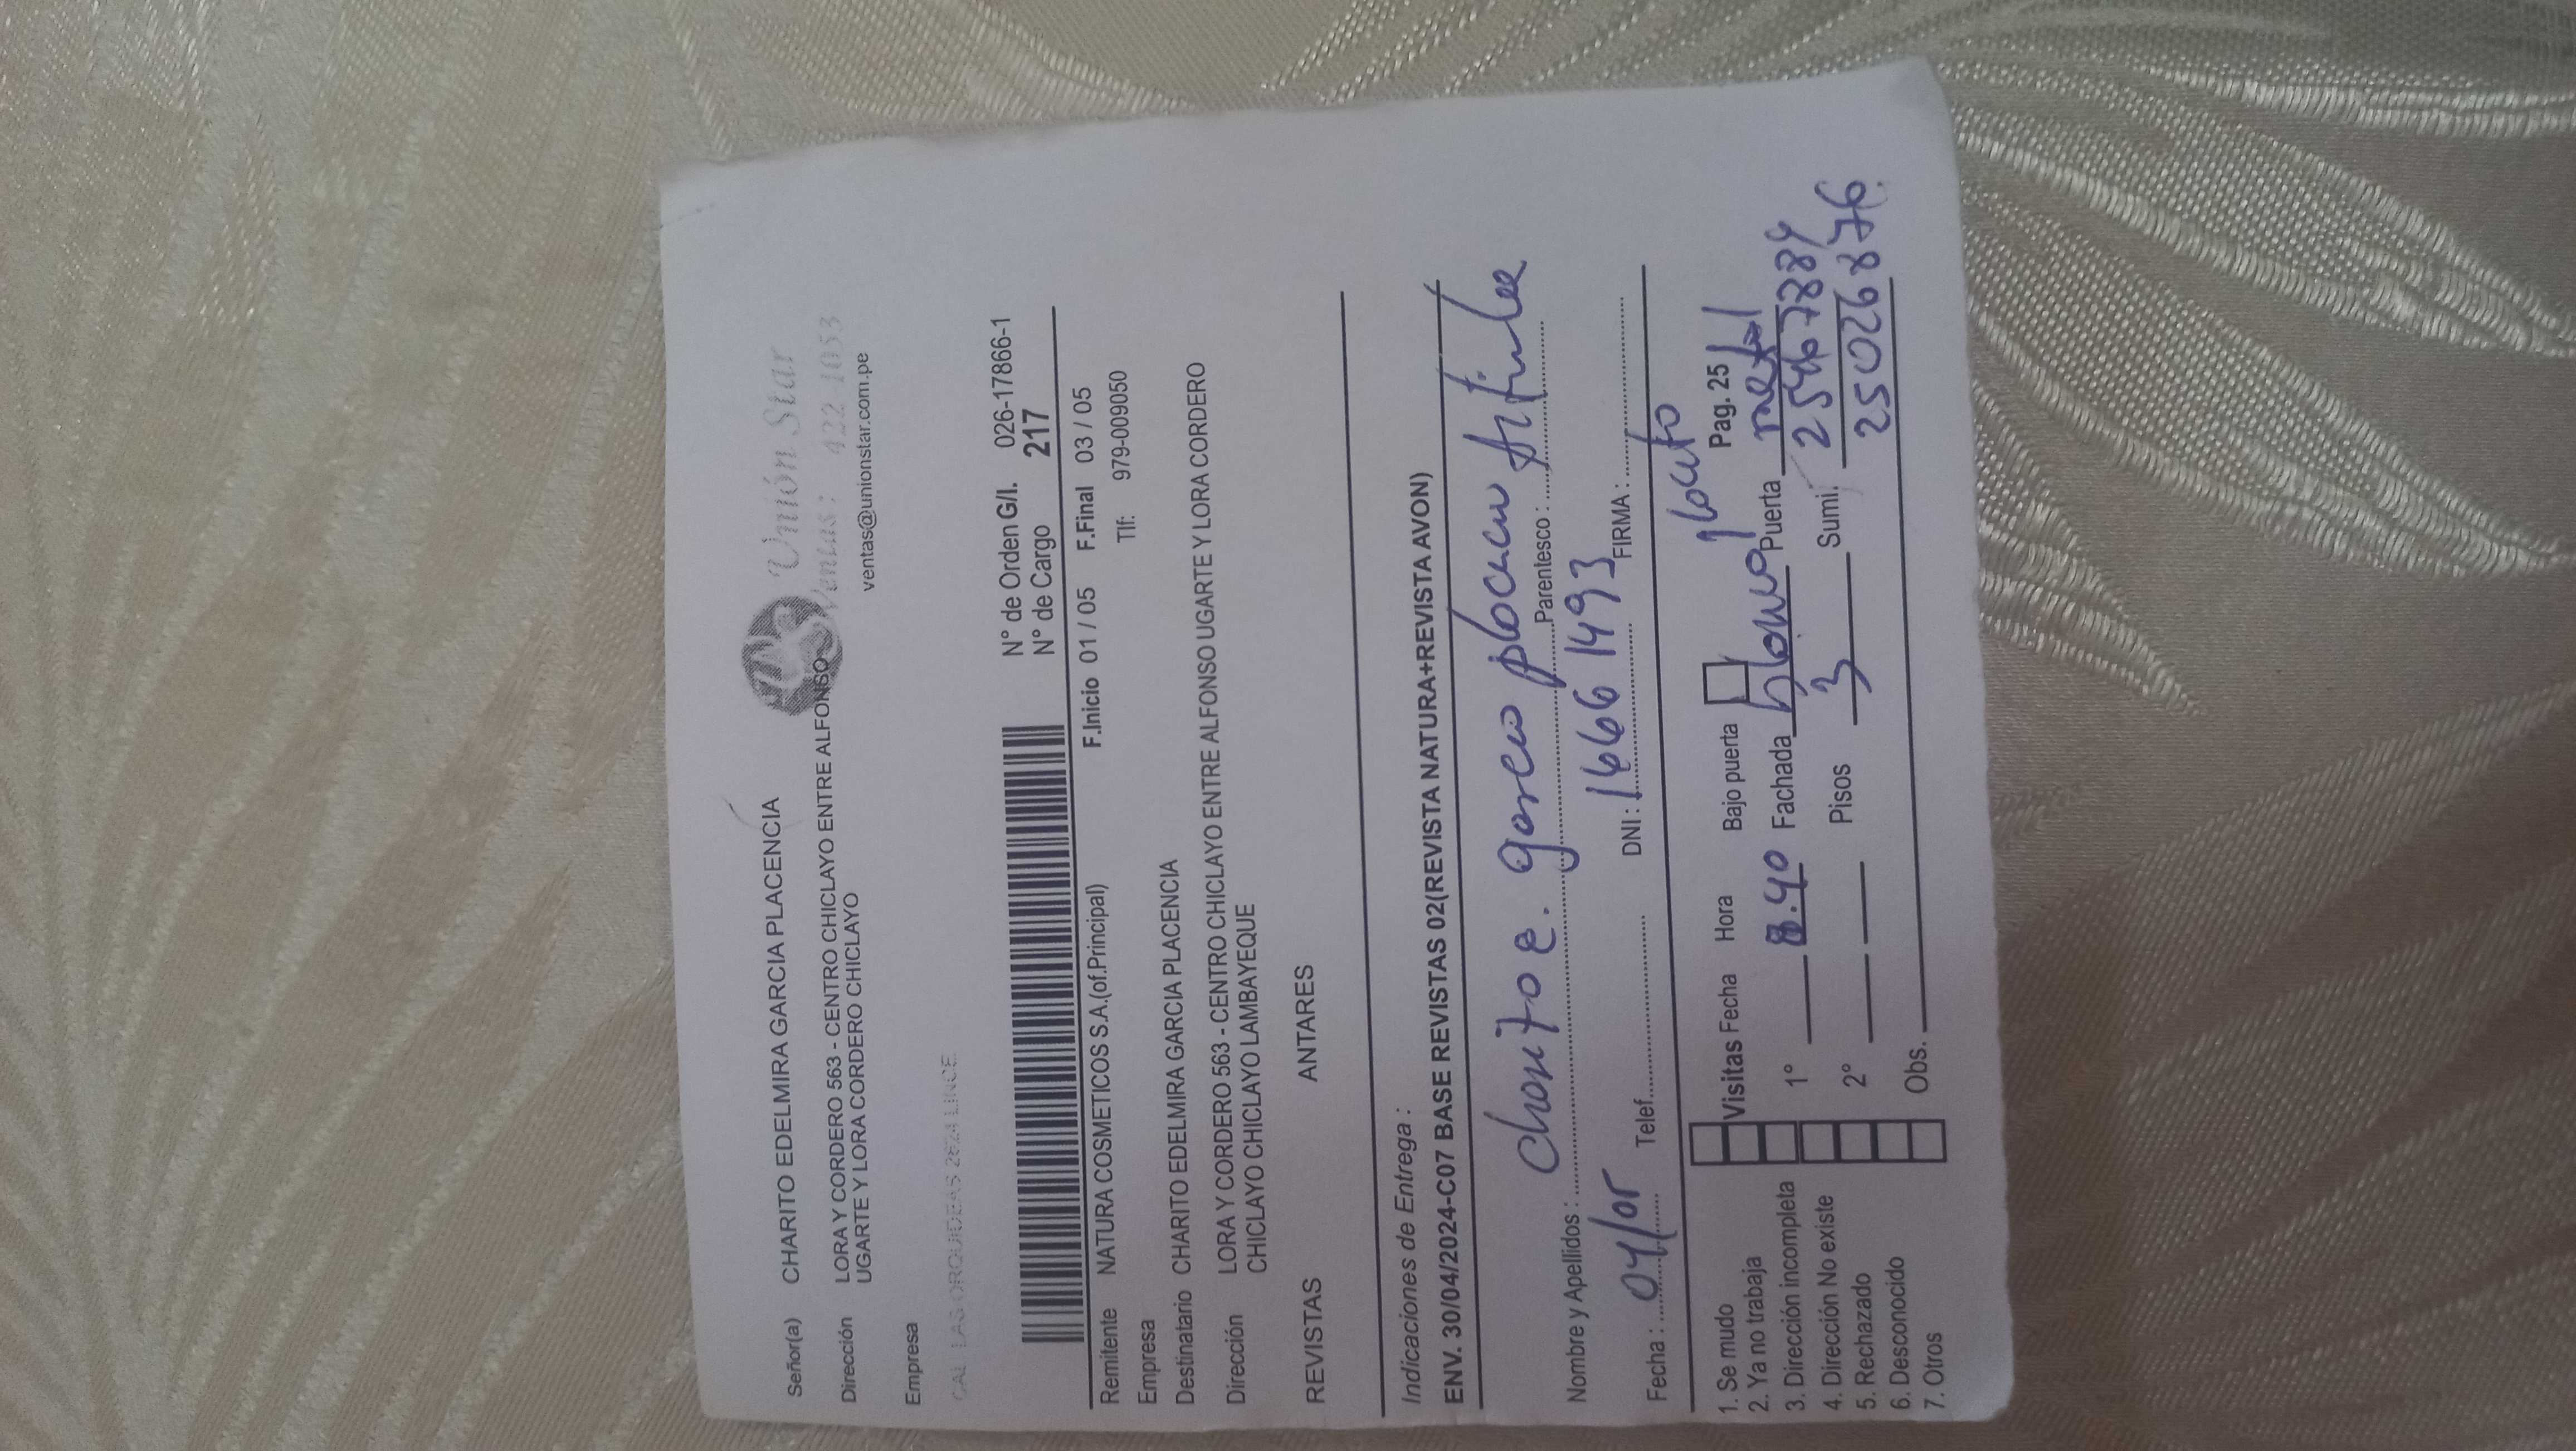 Señor(a) CHARITO EDELMIRA GARCIA PLACENCIA
Unión Star
Ventas: 422 1053
ventas@unionstar.com.pe
Dirección LORA Y CORDERO 563 - CENTRO CHICLAYO ENTRE ALFONSO
UGARTE Y LORA CORDERO CHICLAYO
Empresa
CAL LAS ORQUIDEAS 2624 LINCE
N° de Orden G/I. 026-17866-1
N° de Cargo 217
Remitente NATURA COSMETICOS S.A.(of.Principal) F.Inicio 01 / 05 F.Final 03 / 05
Empresa Tlf: 979-009050
Destinatario CHARITO EDELMIRA GARCIA PLACENCIA
Dirección LORA Y CORDERO 563 - CENTRO CHICLAYO ENTRE ALFONSO UGARTE Y LORA CORDERO
CHICLAYO CHICLAYO LAMBAYEQUE
REVISTAS ANTARES
Indicaciones de Entrega :
ENV. 30/04/2024-C07 BASE REVISTAS 02(REVISTA NATURA+REVISTA AVON)
Nombre y Apellidos : Charito e. Parentesco : titular
Fecha : 04/05 Telef. DNI : 16661493 FIRMA :
1. Se mudo Visitas Fecha Hora Bajo puerta Pag. 25
2. Ya no trabaja
3. Dirección incompleta 1° 8.40 Fachada blanco Puerta metal
4. Dirección No existe
5. Rechazado 2° Pisos 3 Sumi.
6. Desconocido 25026876
7. Otros Obs.